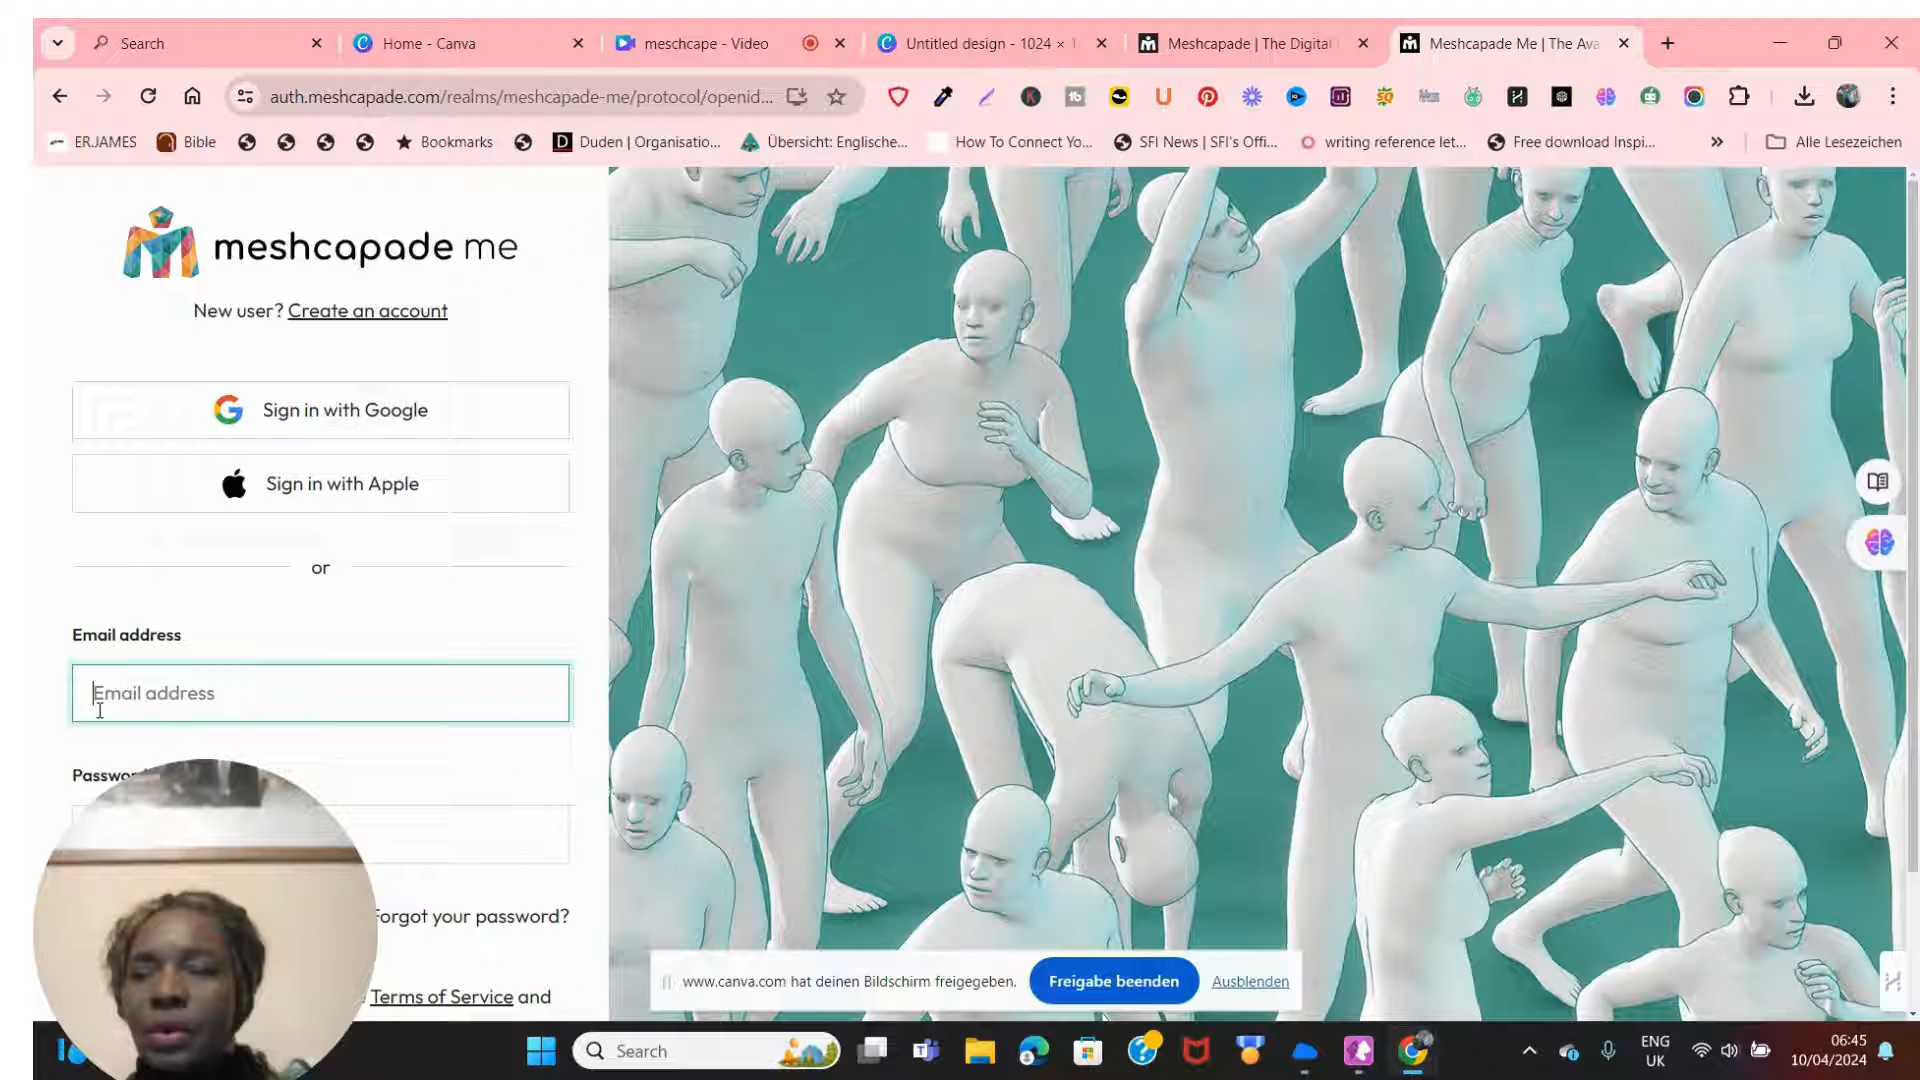 Search
Home - Canva
meschcape - Video
Untitled design - 1024 × 1
Meshcapade | The Digital
Meshcapade Me | The Ava
auth.meshcapade.com/realms/meshcapade-me/protocol/openid...
ER.JAMES
Bible
Bookmarks
Duden | Organisatio...
Übersicht: Englische...
How To Connect Yo...
SFI News | SFI's Offi...
writing reference let...
Free download Inspi...
Alle Lesezeichen
meshcapade me
New user? Create an account
Sign in with Google
Sign in with Apple
or
Email address
Email address
Forgot your password?
Terms of Service and
www.canva.com hat deinen Bildschirm freigegeben.
Freigabe beenden
Ausblenden
Search
ENG
UK
06:45
10/04/2024